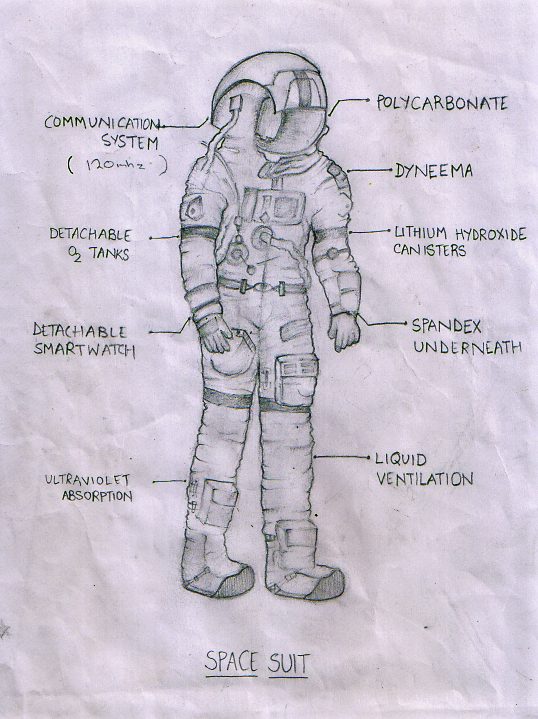 COMMUNICATION
SYSTEM
( 120mhz )
POLYCARBONATE
DYNEEMA
DETACHABLE
O2 TANKS
LITHIUM HYDROXIDE
CANISTERS
DETACHABLE
SMARTWATCH
SPANDEX
UNDERNEATH
LIQUID
VENTILATION
ULTRAVIOLET
ABSORPTION
SPACE SUIT